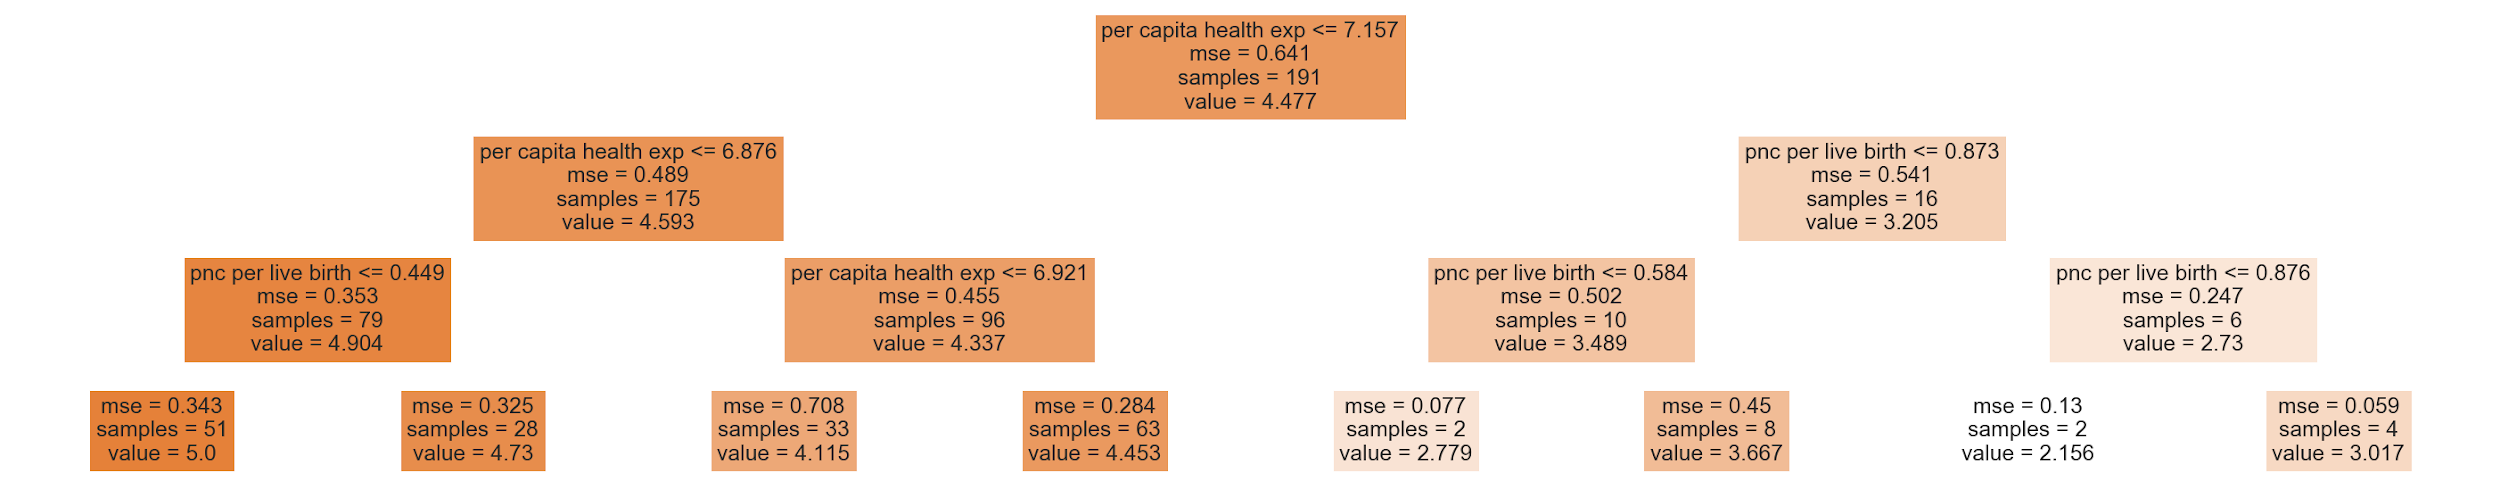 per capita health exp <= 7.157
mse = 0.641
samples = 191
value = 4.477
per capita health exp <= 6.876
mse = 0.489
samples = 175
value = 4.593
pnc per live birth <= 0.873
mse = 0.541
samples = 16
value = 3.205
pnc per live birth <= 0.449
mse = 0.353
samples = 79
value = 4.904
per capita health exp <= 6.921
mse = 0.455
samples = 96
value = 4.337
pnc per live birth <= 0.584
mse = 0.502
samples = 10
value = 3.489
pnc per live birth <= 0.876
mse = 0.247
samples = 6
value = 2.73
mse = 0.343
samples = 51
value = 5.0
mse = 0.325
samples = 28
value = 4.73
mse = 0.708
samples = 33
value = 4.115
mse = 0.284
samples = 63
value = 4.453
mse = 0.077
samples = 2
value = 2.779
mse = 0.45
samples = 8
value = 3.667
mse = 0.13
samples = 2
value = 2.156
mse = 0.059
samples = 4
value = 3.017